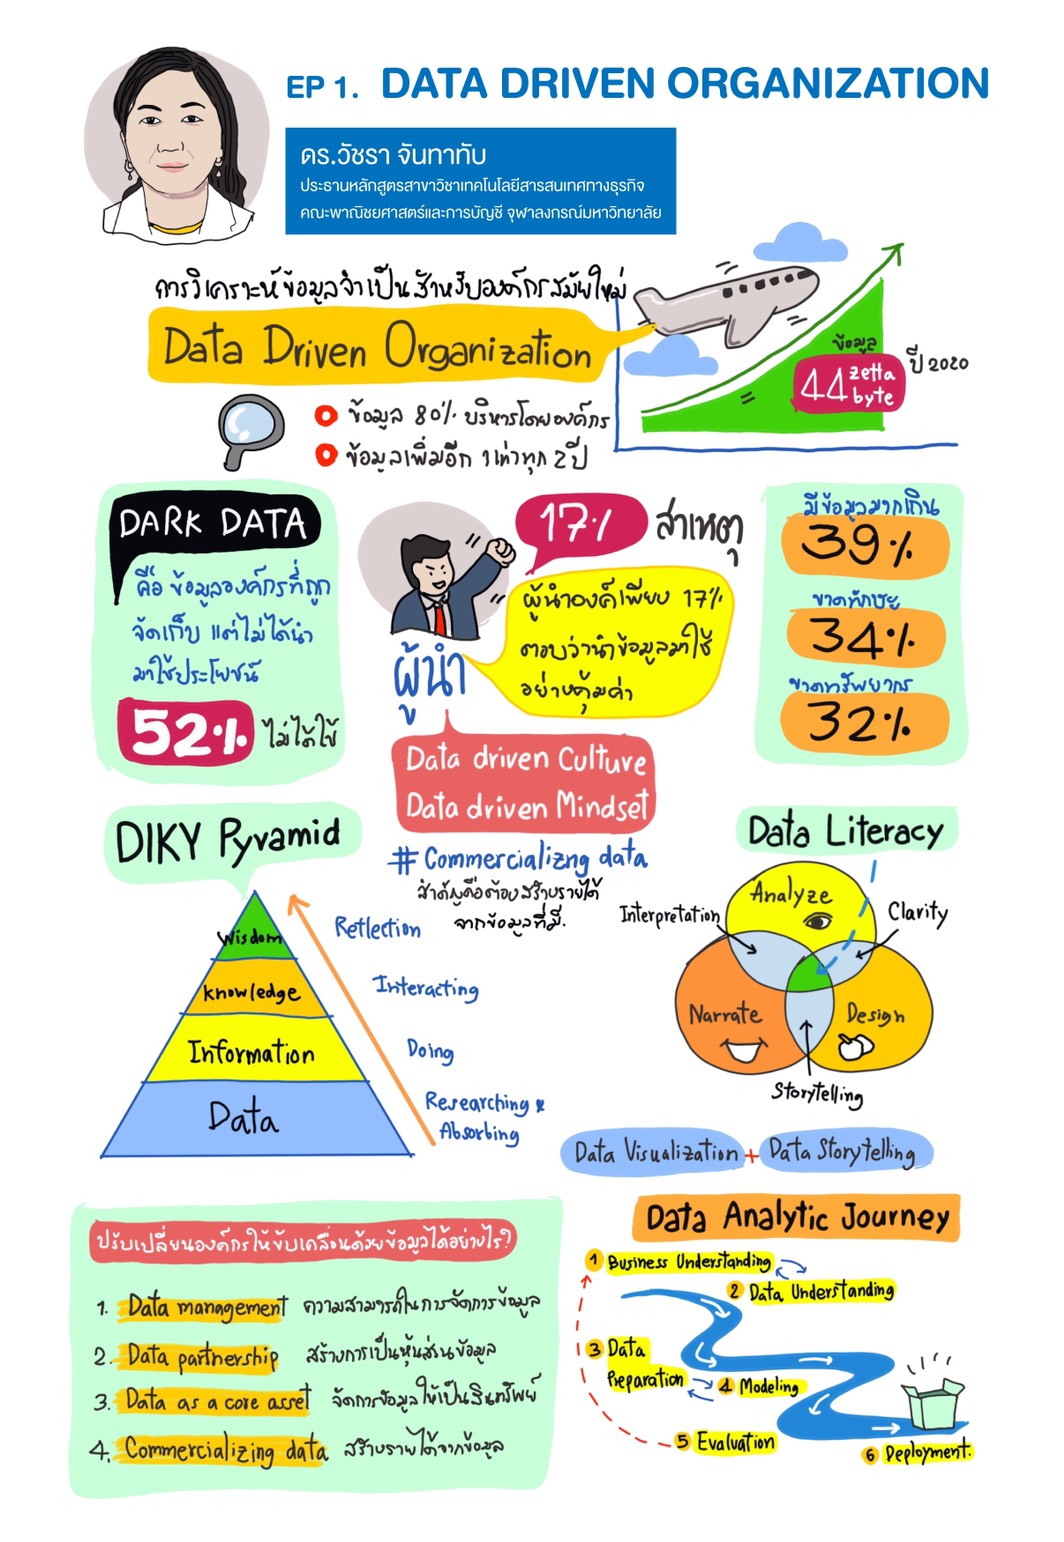 EP 1. DATA DRIVEN ORGANIZATION
ดร.วัชรา จันทาทับ
ประธานหลักสูตรสาขาวิชาเทคโนโลยีสารสนเทศทางธุรกิจ
คณะพาณิชยศาสตร์และการบัญชี จุฬาลงกรณ์มหาวิทยาลัย
การวิเคราะห์ข้อมูลจำเป็นสำหรับองค์กรสมัยใหม่
Data Driven Organization
ข้อมูล 80% บริหารโดยองค์กร
ข้อมูลเพิ่มอีก 1 เท่าทุก 2 ปี
ข้อมูล
44 zetta byte
ปี 2020
DARK DATA
คือ ข้อมูลองค์กรที่ถูก
จัดเก็บ แต่ไม่ได้นำ
มาใช้ประโยชน์
52% ไม่ได้ใช้
17% สาเหตุ
ผู้นำองค์เพียง 17%
ตอบว่านำข้อมูลมาใช้
อย่างคุ้มค่า
ผู้นำ
Data driven Culture
Data driven Mindset
# Commercializng data
สำคัญคือต้องสร้างรายได้
จากข้อมูลที่มี.
มีข้อมูลมากเกิน
39%
ขาดทักษะ
34%
ขาดทรัพยากร
32%
DIKY Pyramid
Wisdom
Knowledge
Information
Data
Retlection
Interacting
Doing
Researching &
Absorbing
Data Literacy
Analyze
Interpretation
Clarity
Narrate
Design
Storytelling
Data Visualization + Data Storytelling
ปรับเปลี่ยนองค์กรให้ขับเคลื่อนด้วยข้อมูลได้อย่างไร?
1. Data management ความสามารถในการจัดการข้อมูล
2. Data partnership สร้างการเป็นหุ้นส่วนข้อมูล
3. Data as a core asset จัดการข้อมูลให้เป็นสินทรัพย์
4. Commercializing data สร้างรายได้จากข้อมูล
Data Analytic Journey
1 Business Understanding
2 Data Understanding
3 Data
Preparation
4 Modeling
5 Evaluation
6 Deployment.